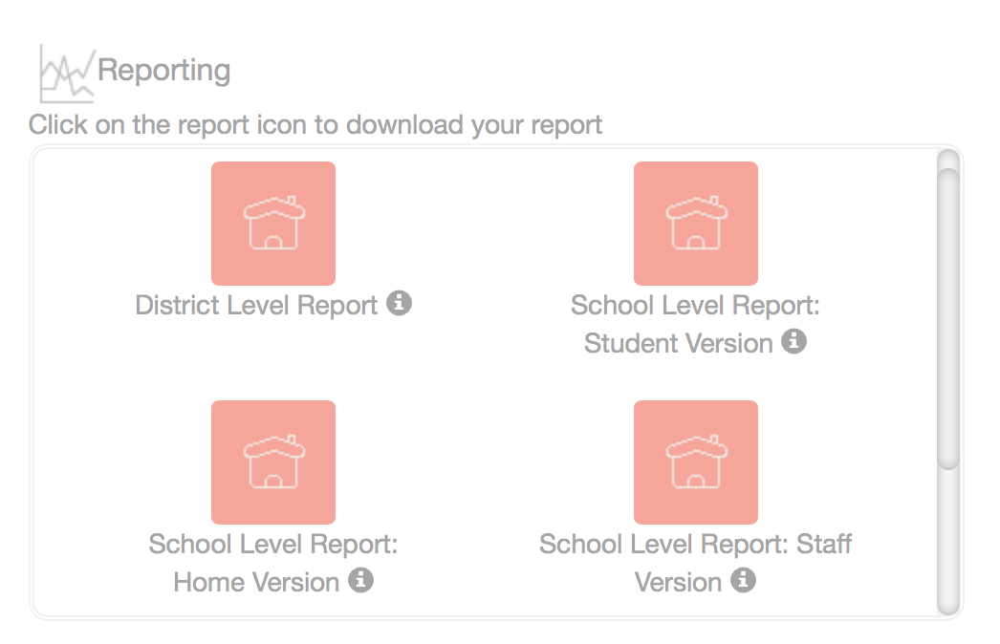 Reporting
Click on the report icon to download your report
District Level Report
School Level Report:
Student Version
School Level Report:
Home Version
School Level Report: Staff
Version